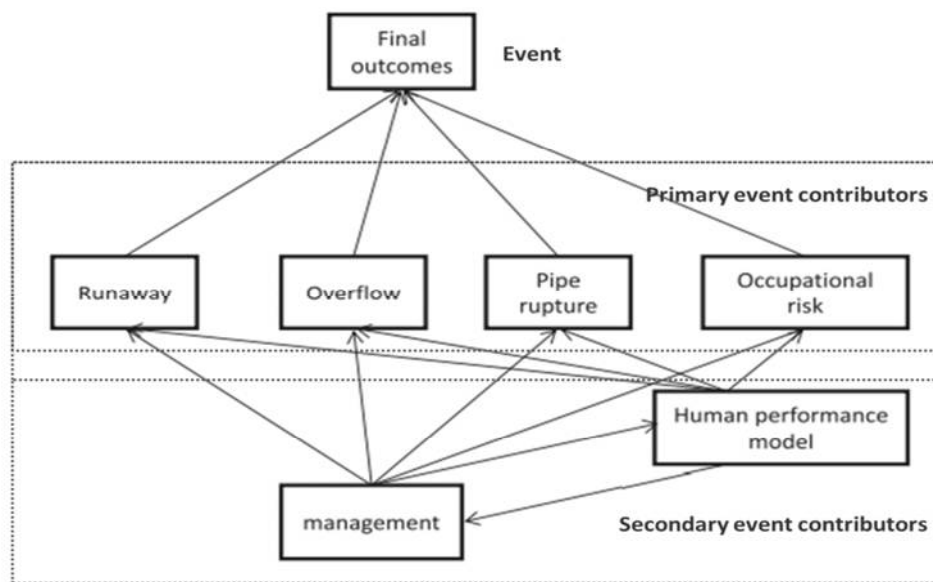 Final
outcomes
Event
Primary event contributors
Runaway
Overflow
Pipe
rupture
Occupational
risk
Human performance
model
management
Secondary event contributors